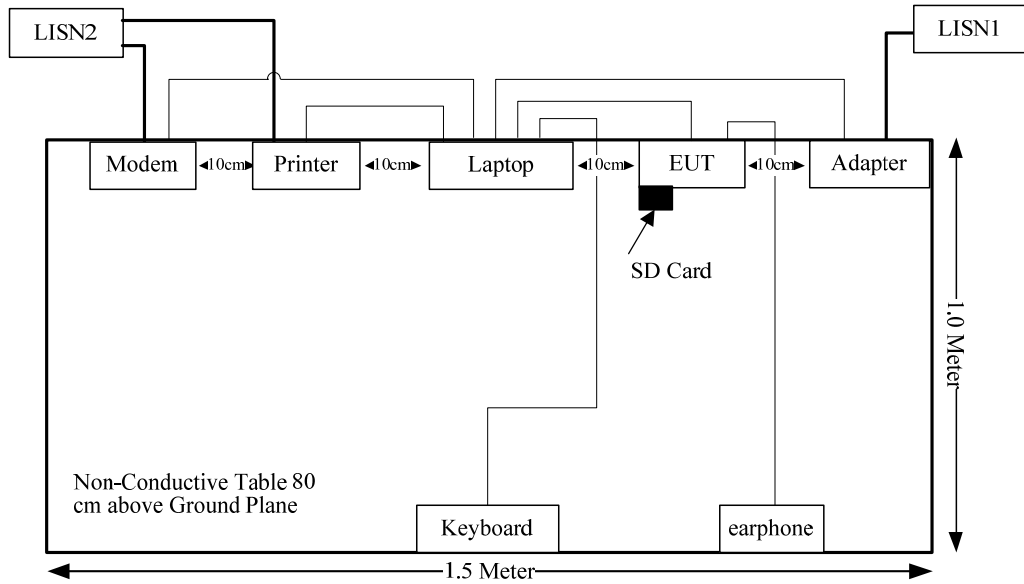 LISN2
LISN1
Modem
10cm
Printer
10cm
Laptop
10cm
EUT
10cm
Adapter
SD Card
1.0 Meter
Non-Conductive Table 80
cm above Ground Plane
Keyboard
earphone
1.5 Meter